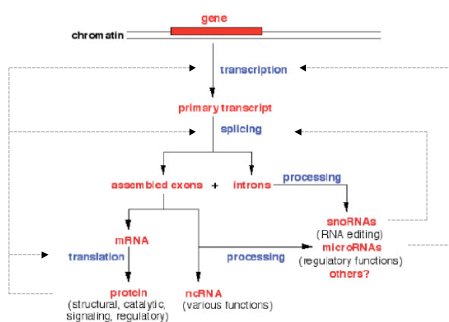 gene
chromatin
transcription
primary transcript
splicing
processing
assembled exons + introns
snoRNAs
(RNA editing)
mRNA
microRNAs
translation
processing
(regulatory functions)
others?
protein
ncRNA
(structural, catalytic,
(various functions)
signaling, regulatory)